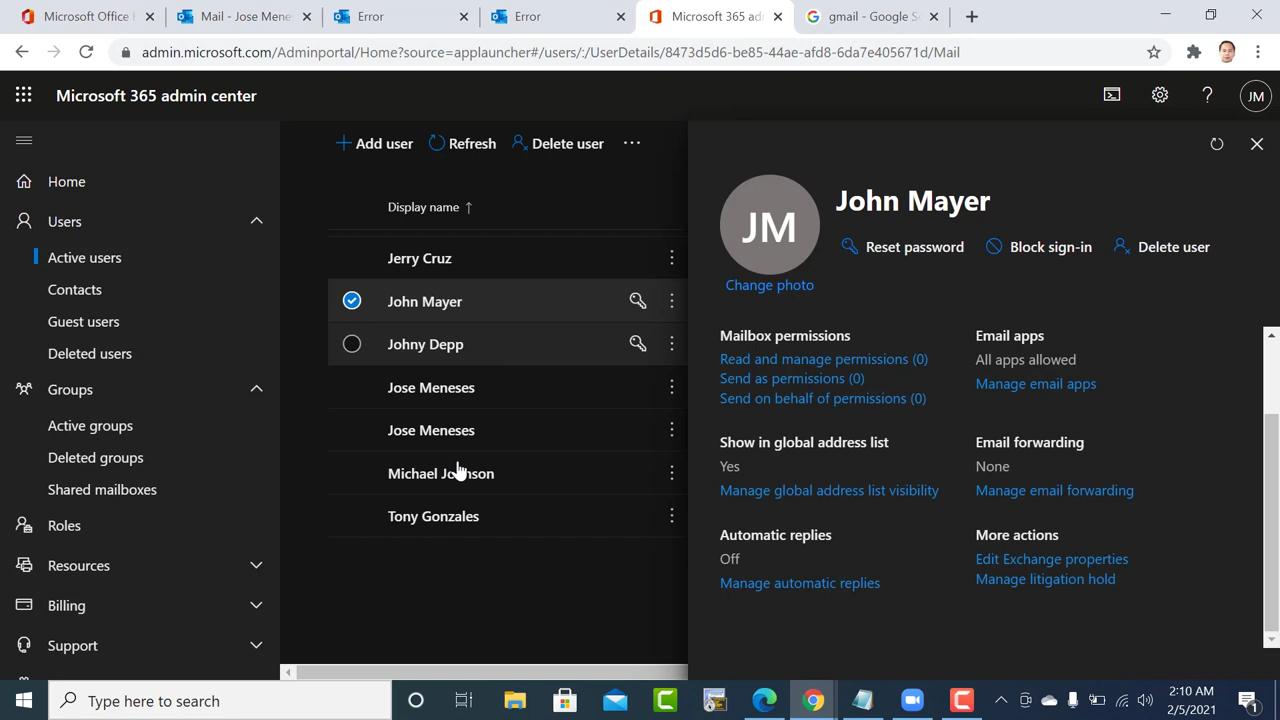 Microsoft Office
Mail - Jose Mene
Error
Error
Microsoft 365 ad
gmail - Google S
admin.microsoft.com/Adminportal/Home?source=applauncher#/users/:/UserDetails/8473d5d6-be85-44ae-afd8-6da7e405671d/Mail
Microsoft 365 admin center
JM
Home
Users
Active users
Contacts
Guest users
Deleted users
Groups
Active groups
Deleted groups
Shared mailboxes
Roles
Resources
Billing
Support
Add user
Refresh
Delete user
Display name ↑
Jerry Cruz
John Mayer
Johny Depp
Jose Meneses
Jose Meneses
Michael Johnson
Tony Gonzales
JM
John Mayer
Reset password
Block sign-in
Delete user
Change photo
Mailbox permissions
Read and manage permissions (0)
Send as permissions (0)
Send on behalf of permissions (0)
Email apps
All apps allowed
Manage email apps
Show in global address list
Yes
Manage global address list visibility
Email forwarding
None
Manage email forwarding
Automatic replies
Off
Manage automatic replies
More actions
Edit Exchange properties
Manage litigation hold
Type here to search
2:10 AM
2/5/2021
1